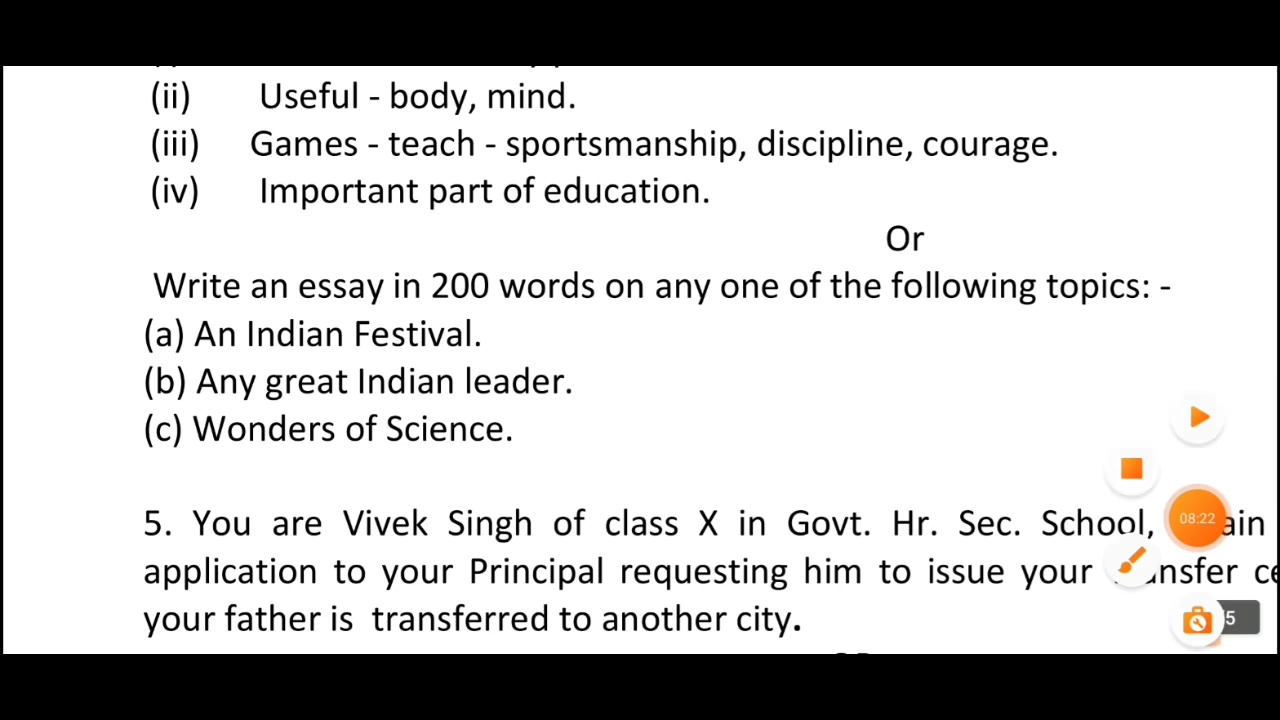 (ii) Useful - body, mind.
(iii) Games - teach - sportsmanship, discipline, courage.
(iv) Important part of education.
Or
Write an essay in 200 words on any one of the following topics: -
(a) An Indian Festival.
(b) Any great Indian leader.
(c) Wonders of Science.
5. You are Vivek Singh of class X in Govt. Hr. Sec. School,
application to your Principal requesting him to issue your
your father is transferred to another city.
08:22